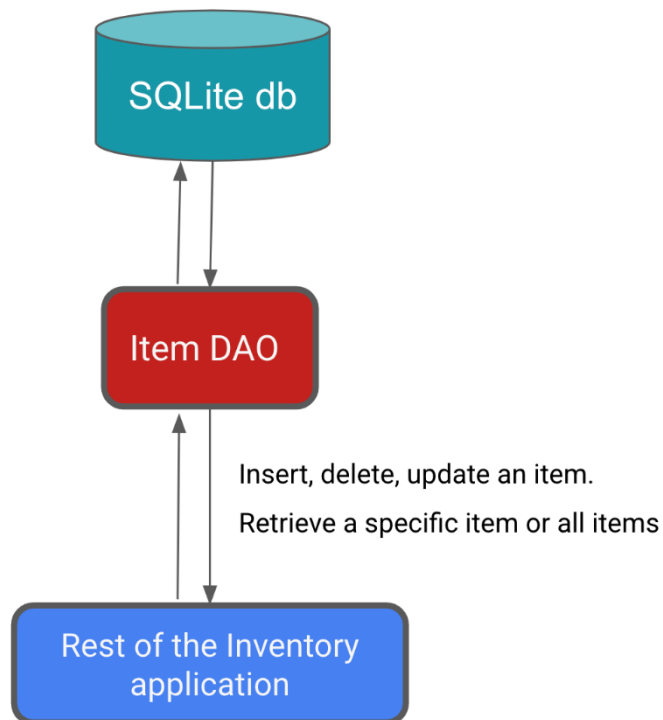 SQLite db
Item DAO
Insert, delete, update an item.
Retrieve a specific item or all items
Rest of the Inventory
application